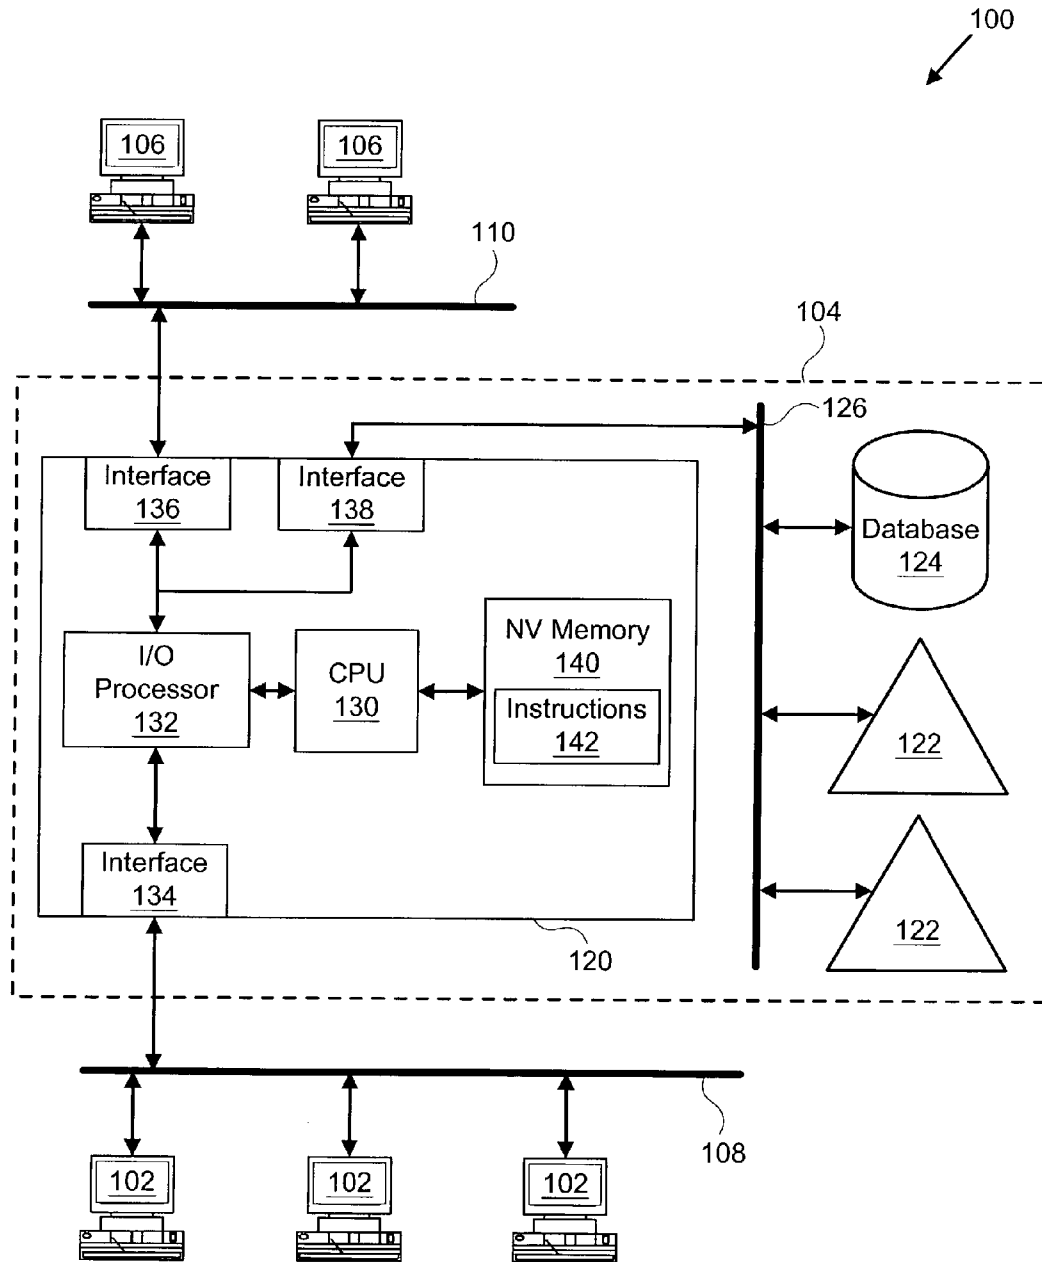 100
106
106
110
104
126
Interface
136
Interface
138
Database
124
I/O
Processor
132
CPU
130
NV Memory
140
Instructions
142
122
Interface
134
122
120
108
102
102
102